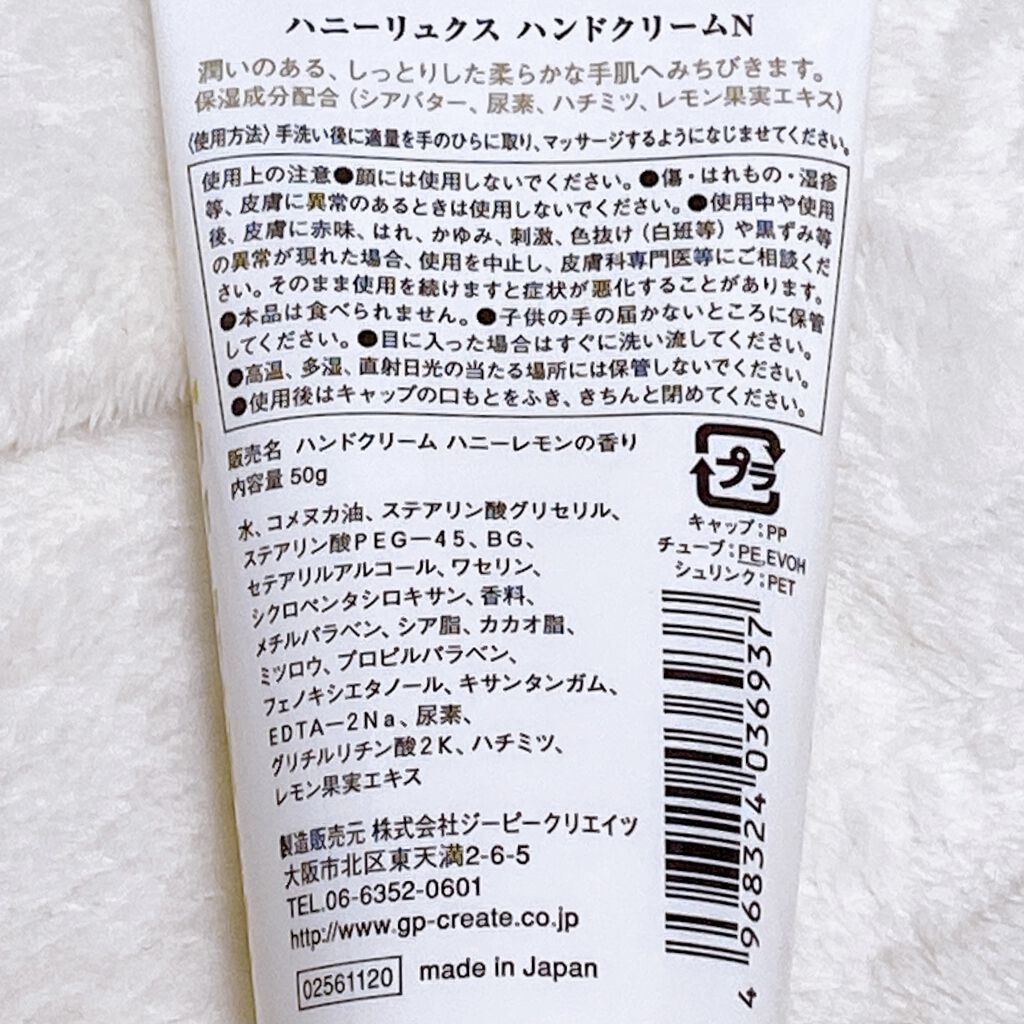 ハニーリュクス ハンドクリームN
潤いのある、しっとりした柔らかな手肌へみちびきます。
保湿成分配合（シアバター、尿素、ハチミツ、レモン果実エキス）
〈使用方法〉手洗い後に適量を手のひらに取り、マッサージするようになじませてください。
使用上の注意●顔には使用しないでください。●傷・はれもの・湿疹
等、皮膚に異常のあるときは使用しないでください。●使用中や使用
後、皮膚に赤味、はれ、かゆみ、刺激、色抜け（白斑等）や黒ずみ等
の異常が現れた場合、使用を中止し、皮膚科専門医等にご相談くだ
さい。そのまま使用を続けますと症状が悪化することがあります。
●本品は食べられません。●子供の手の届かないところに保管
してください。●目に入った場合はすぐに洗い流してください。
●高温、多湿、直射日光の当たる場所には保管しないでください。
●使用後はキャップの口もとをふき、きちんと閉めてください。
販売名 ハンドクリーム ハニーレモンの香り
内容量 50g
水、コメヌカ油、ステアリン酸グリセリル、
ステアリン酸PEG－45、BG、
セテアリルアルコール、ワセリン、
シクロペンタシロキサン、香料、
メチルパラベン、シア脂、カカオ脂、
ミツロウ、プロピルパラベン、
フェノキシエタノール、キサンタンガム、
EDTA－2Na、尿素、
グリチルリチン酸2K、ハチミツ、
レモン果実エキス
製造販売元 株式会社ジーピークリエイツ
大阪市北区東天満2-6-5
TEL.06-6352-0601
http://www.gp-create.co.jp
02561120 made in Japan
プラ
キャップ:PP
チューブ:PE,EVOH
シュリンク:PET
4 968324 036937